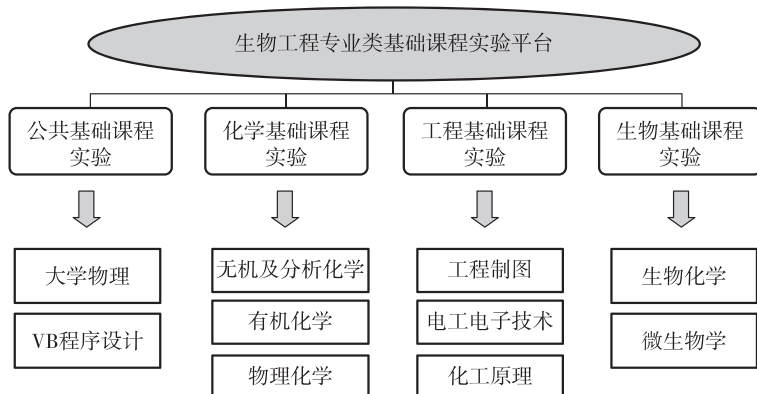 生物工程专业类基础课程实验平台
公共基础课程
实验
化学基础课程
实验
工程基础课程
实验
生物基础课程
实验
大学物理
VB程序设计
无机及分析化学
有机化学
物理化学
工程制图
电工电子技术
化工原理
生物化学
微生物学